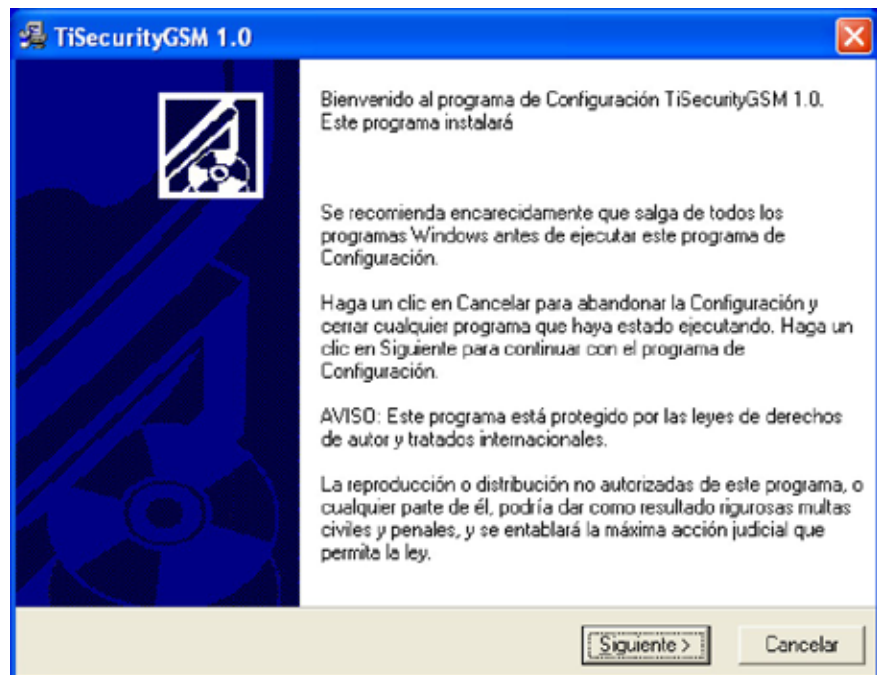 TiSecurityGSM 1.0
Bienvenido al programa de Configuración TiSecurityGSM 1.0.
Este programa instalará
Se recomienda encarecidamente que salga de todos los
programas Windows antes de ejecutar este programa de
Configuración.
Haga un clic en Cancelar para abandonar la Configuración y
cerrar cualquier programa que haya estado ejecutando. Haga un
clic en Siguiente para continuar con el programa de
Configuración.
AVISO: Este programa está protegido por las leyes de derechos
de autor y tratados internacionales.
La reproducción o distribución no autorizadas de este programa, o
cualquier parte de él, podría dar como resultado rigurosas multas
civiles y penales, y se entablará la máxima acción judicial que
permita la ley.
Siguiente >
Cancelar